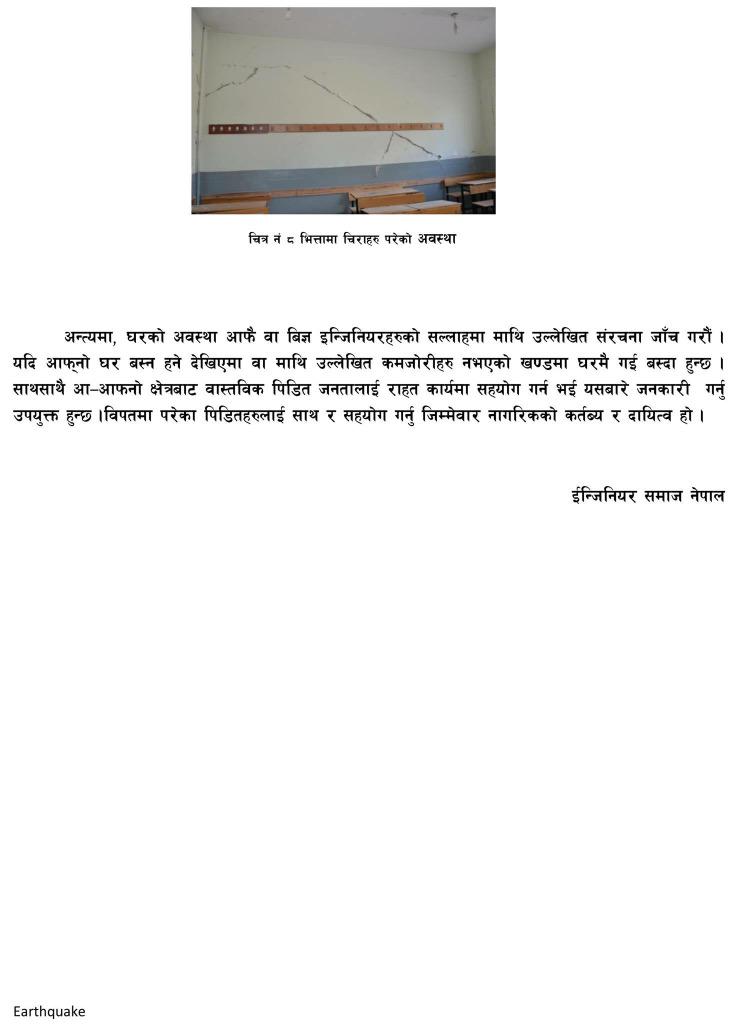 चित्र नं ८ भित्तामा चिराहरु परेको अवस्था
अन्त्यमा, घरको अवस्था आफै वा बिज्ञ इन्जिनियरहरुको सल्लाहमा माथि उल्लेखित संरचना जाँच गरौं ।
यदि आफ्‌नो घर बस्न हने देखिएमा वा माथि उल्लेखित कमजोरीहरु नभएको खण्डमा घरमै गई बस्दा हुन्छ ।
साथसाथै आ–आफनो क्षेत्रबाट वास्तविक पिडित जनतालाई राहत कार्यमा सहयोग गर्न भई यसबारे जनकारी गर्नु
उपयुक्त हुन्छ ।विपतमा परेका पिडितहरुलाई साथ र सहयोग गर्नु जिम्मेवार नागरिकको कर्तब्य र दायित्व हो ।
ईन्जिनियर समाज नेपाल
Earthquake